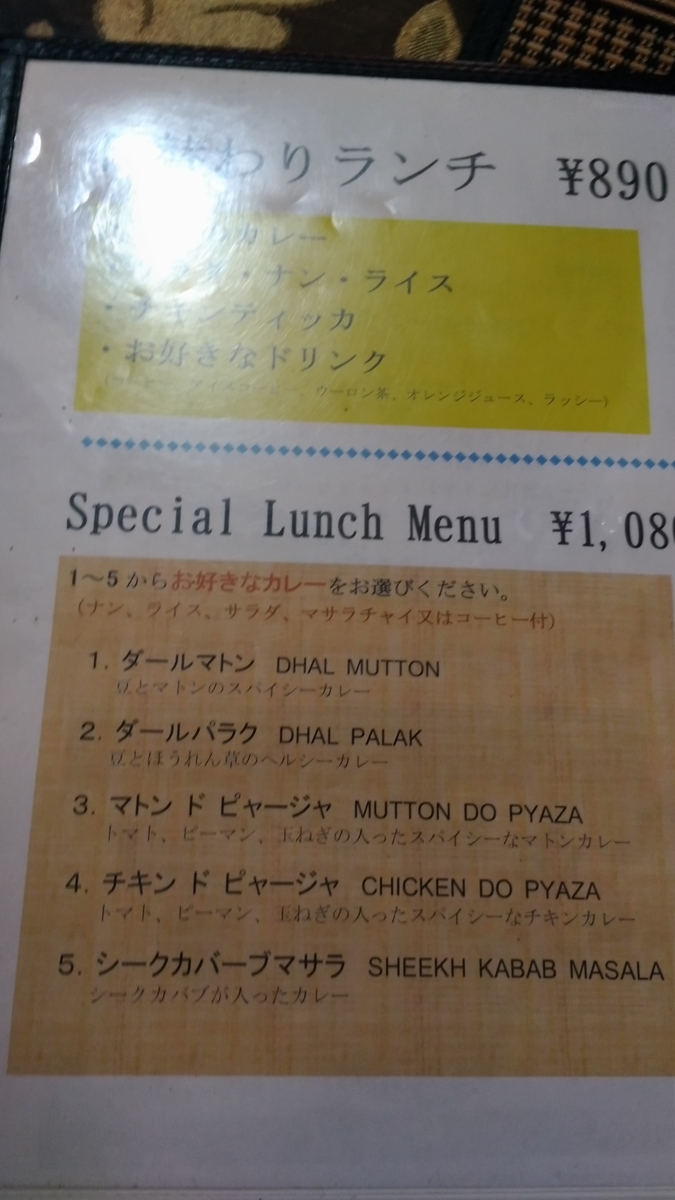 わりランチ ¥890
カレー
・ナン・ライス
・チキンティッカ
・お好きなドリンク
ウーロン茶、オレンジジュース、ラッシー)
Special Lunch Menu ¥1,080
1～5からお好きなカレーをお選びください。
(ナン、ライス、サラダ、マサラチャイ又はコーヒー付)
1. ダールマトン DHAL MUTTON
豆とマトンのスパイシーカレー
2. ダールパラク DHAL PALAK
豆とほうれん草のヘルシーカレー
3. マトン ド ピャージャ MUTTON DO PYAZA
トマト、ピーマン、玉ねぎの入ったスパイシーなマトンカレー
4. チキン ド ピャージャ CHICKEN DO PYAZA
トマト、ピーマン、玉ねぎの入ったスパイシーなチキンカレー
5. シークカバーブマサラ SHEEKH KABAB MASALA
シークカバブが入ったカレー